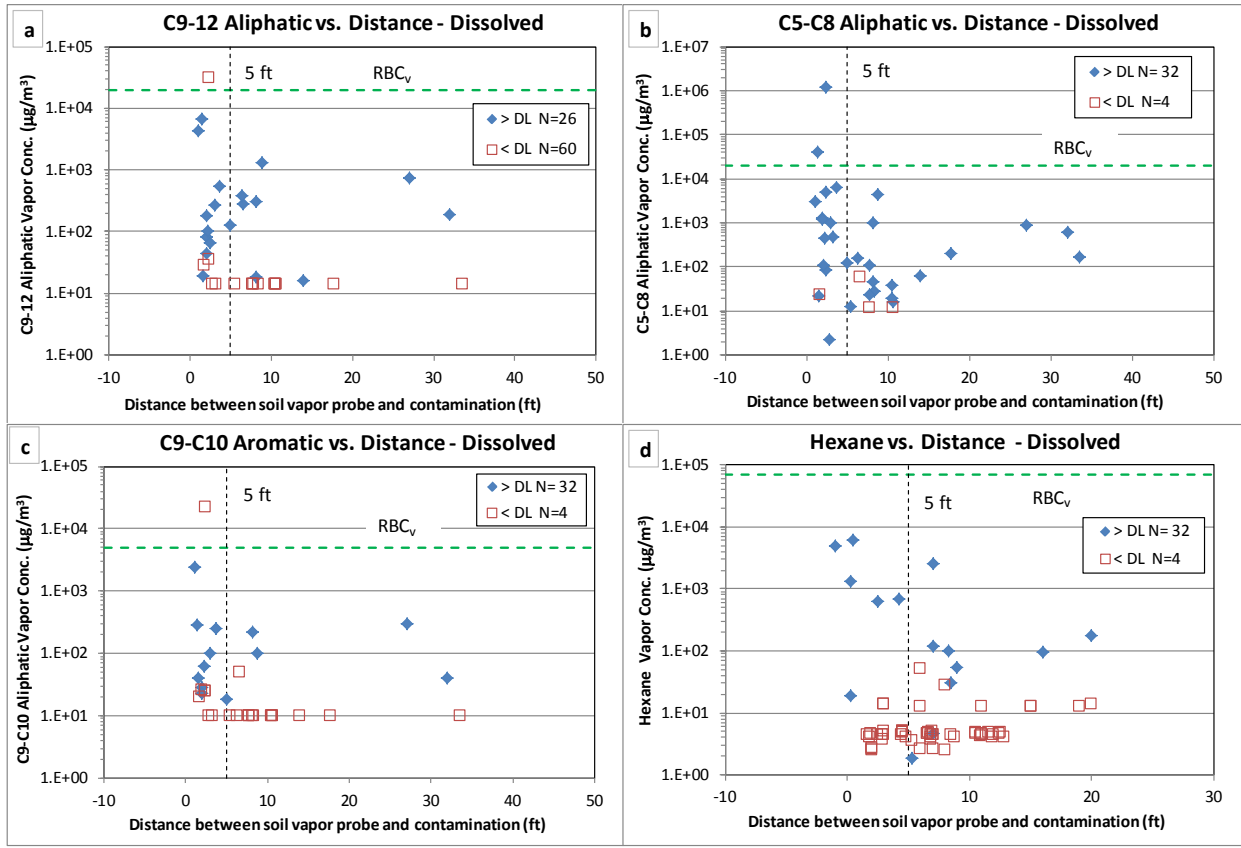 a
C9-12 Aliphatic vs. Distance - Dissolved
C9-12 Aliphatic Vapor Conc. (µg/m³)
1.E+05
1.E+04
1.E+03
1.E+02
1.E+01
1.E+00
5 ft
RBCv
> DL N=26
< DL N=60
-10 0 10 20 30 40 50
Distance between soil vapor probe and contamination (ft)
b
C5-C8 Aliphatic vs. Distance - Dissolved
C5-C8 Aliphatic Vapor Conc. (µg/m³)
1.E+07
1.E+06
1.E+05
1.E+04
1.E+03
1.E+02
1.E+01
1.E+00
5 ft
> DL N= 32
< DL N=4
RBCv
-10 0 10 20 30 40 50
Distance between soil vapor probe and contamination (ft)
c
C9-C10 Aromatic vs. Distance - Dissolved
C9-C10 Aliphatic Vapor Conc. (µg/m³)
1.E+05
1.E+04
1.E+03
1.E+02
1.E+01
1.E+00
5 ft
> DL N= 32
< DL N=4
RBCv
-10 0 10 20 30 40 50
Distance between soil vapor probe and contamination (ft)
d
Hexane vs. Distance - Dissolved
Hexane Vapor Conc. (µg/m³)
1.E+05
1.E+04
1.E+03
1.E+02
1.E+01
1.E+00
5 ft
RBCv
> DL N= 32
< DL N=4
-10 0 10 20 30
Distance between soil vapor probe and contamination (ft)